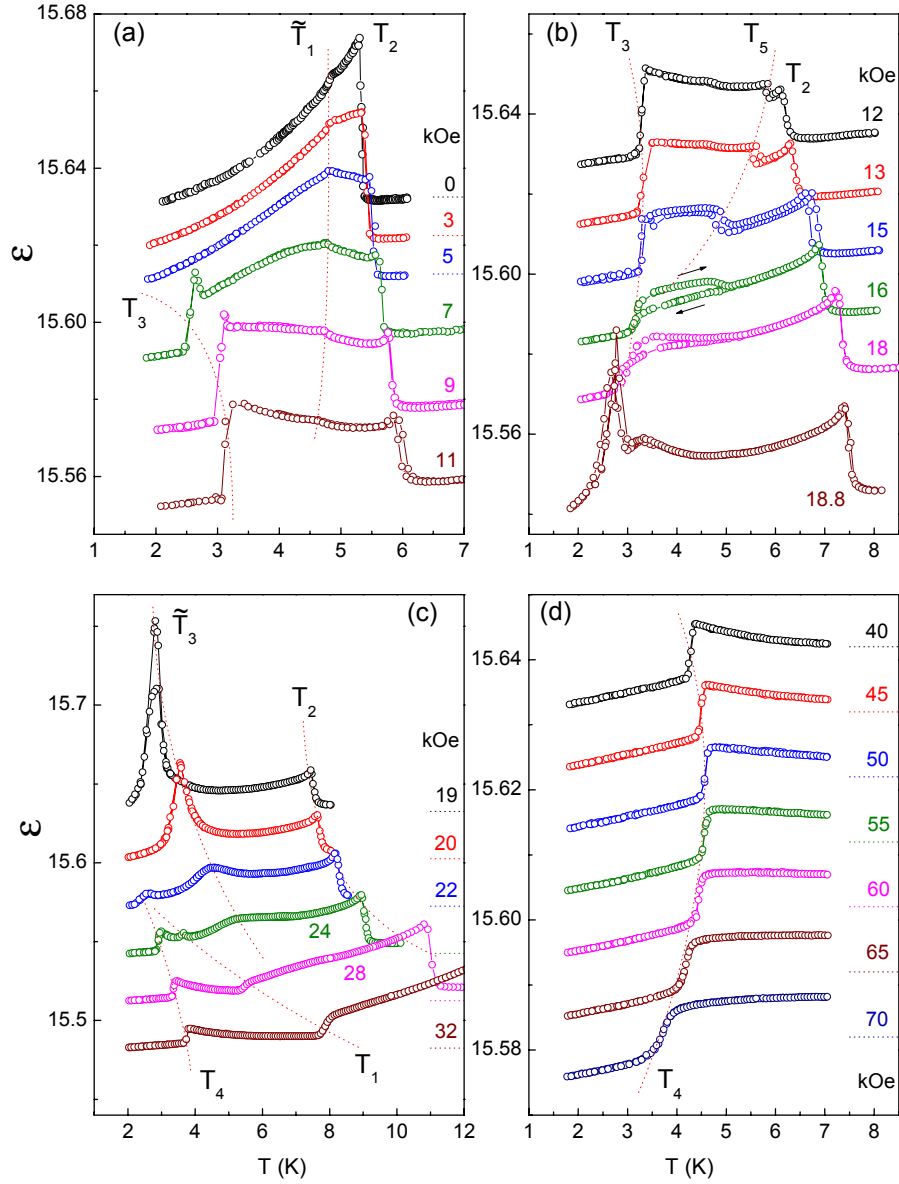 (a)
T̃1
T2
kOe
0
3
5
7
9
11
T3
15.68
15.64
15.60
15.56
ε
1 2 3 4 5 6 7
(b)
T3
T5
T2
kOe
12
13
15
16
18
18.8
15.64
15.60
15.56
1 2 3 4 5 6 7 8
(c)
T̃3
T2
kOe
19
20
22
24
28
32
T4
T1
15.7
15.6
15.5
ε
2 4 6 8 10 12
T (K)
(d)
40
45
50
55
60
65
70
kOe
T4
15.64
15.62
15.60
15.58
1 2 3 4 5 6 7 8
T (K)